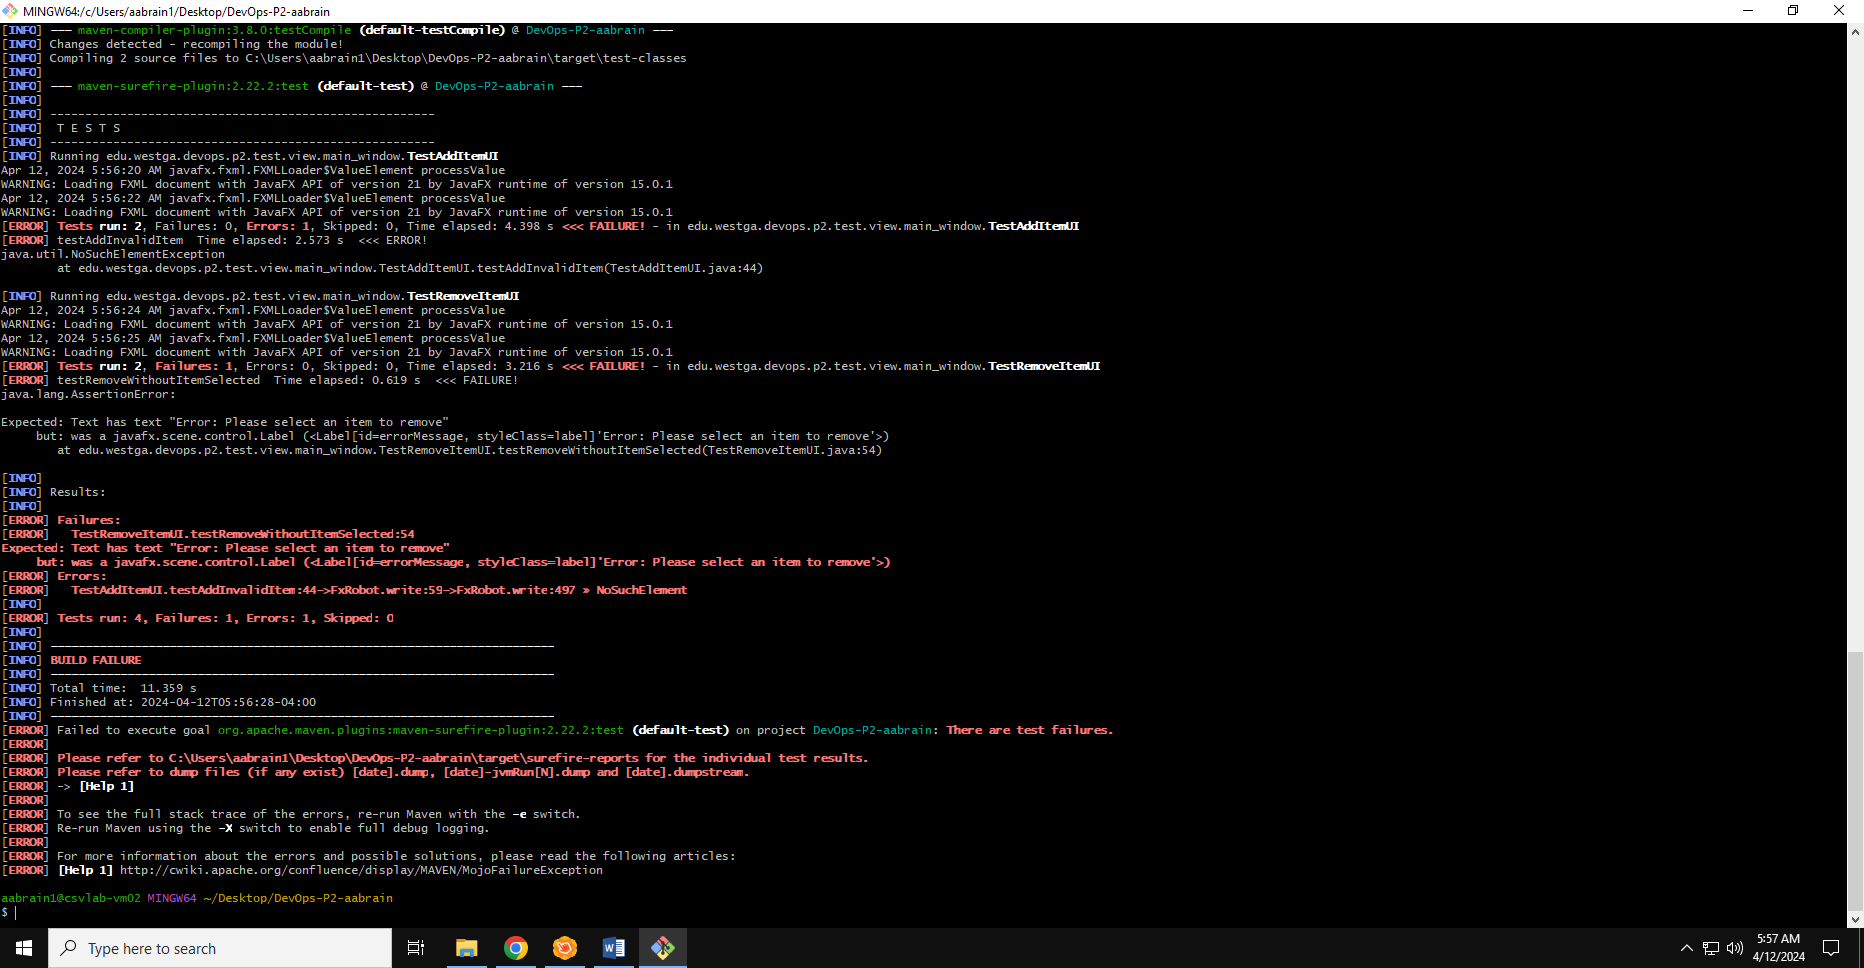 MINGW64:/c/Users/aabrain1/Desktop/DevOps-P2-aabrain
[INFO] --- maven-compiler-plugin:3.8.0:testCompile (default-testCompile) @ DevOps-P2-aabrain ---
[INFO] Changes detected - recompiling the module!
[INFO] Compiling 2 source files to C:\Users\aabrain1\Desktop\DevOps-P2-aabrain\target\test-classes
[INFO]
[INFO] --- maven-surefire-plugin:2.22.2:test (default-test) @ DevOps-P2-aabrain ---
[INFO]
[INFO] -------------------------------------------------------
[INFO]  T E S T S
[INFO] -------------------------------------------------------
[INFO] Running edu.westga.devops.p2.test.view.main_window.TestAddItemUI
Apr 12, 2024 5:56:20 AM javafx.fxml.FXMLLoader$ValueElement processValue
WARNING: Loading FXML document with JavaFX API of version 21 by JavaFX runtime of version 15.0.1
Apr 12, 2024 5:56:22 AM javafx.fxml.FXMLLoader$ValueElement processValue
WARNING: Loading FXML document with JavaFX API of version 21 by JavaFX runtime of version 15.0.1
[ERROR] Tests run: 2, Failures: 0, Errors: 1, Skipped: 0, Time elapsed: 4.398 s <<< FAILURE! - in edu.westga.devops.p2.test.view.main_window.TestAddItemUI
[ERROR] testAddInvalidItem  Time elapsed: 2.573 s  <<< ERROR!
java.util.NoSuchElementException
        at edu.westga.devops.p2.test.view.main_window.TestAddItemUI.testAddInvalidItem(TestAddItemUI.java:44)
[INFO] Running edu.westga.devops.p2.test.view.main_window.TestRemoveItemUI
Apr 12, 2024 5:56:24 AM javafx.fxml.FXMLLoader$ValueElement processValue
WARNING: Loading FXML document with JavaFX API of version 21 by JavaFX runtime of version 15.0.1
Apr 12, 2024 5:56:25 AM javafx.fxml.FXMLLoader$ValueElement processValue
WARNING: Loading FXML document with JavaFX API of version 21 by JavaFX runtime of version 15.0.1
[ERROR] Tests run: 2, Failures: 1, Errors: 0, Skipped: 0, Time elapsed: 3.216 s <<< FAILURE! - in edu.westga.devops.p2.test.view.main_window.TestRemoveItemUI
[ERROR] testRemoveWithoutItemSelected  Time elapsed: 0.619 s  <<< FAILURE!
java.lang.AssertionError:
Expected: Text has text "Error: Please select an item to remove"
     but: was a javafx.scene.control.Label (<Label[id=errorMessage, styleClass=label]'Error: Please select an item to remove'>)
        at edu.westga.devops.p2.test.view.main_window.TestRemoveItemUI.testRemoveWithoutItemSelected(TestRemoveItemUI.java:54)
[INFO]
[INFO] Results:
[INFO]
[ERROR] Failures:
[ERROR]   TestRemoveItemUI.testRemoveWithoutItemSelected:54
Expected: Text has text "Error: Please select an item to remove"
     but: was a javafx.scene.control.Label (<Label[id=errorMessage, styleClass=label]'Error: Please select an item to remove'>)
[ERROR] Errors:
[ERROR]   TestAddItemUI.testAddInvalidItem:44->FxRobot.write:59->FxRobot.write:497 » NoSuchElement
[INFO]
[ERROR] Tests run: 4, Failures: 1, Errors: 1, Skipped: 0
[INFO]
[INFO] ------------------------------------------------------------------------
[INFO] BUILD FAILURE
[INFO] ------------------------------------------------------------------------
[INFO] Total time:  11.359 s
[INFO] Finished at: 2024-04-12T05:56:28-04:00
[INFO] ------------------------------------------------------------------------
[ERROR] Failed to execute goal org.apache.maven.plugins:maven-surefire-plugin:2.22.2:test (default-test) on project DevOps-P2-aabrain: There are test failures.
[ERROR]
[ERROR] Please refer to C:\Users\aabrain1\Desktop\DevOps-P2-aabrain\target\surefire-reports for the individual test results.
[ERROR] Please refer to dump files (if any exist) [date].dump, [date]-jvmRun[N].dump and [date].dumpstream.
[ERROR] -> [Help 1]
[ERROR]
[ERROR] To see the full stack trace of the errors, re-run Maven with the -e switch.
[ERROR] Re-run Maven using the -X switch to enable full debug logging.
[ERROR]
[ERROR] For more information about the errors and possible solutions, please read the following articles:
[ERROR] [Help 1] http://cwiki.apache.org/confluence/display/MAVEN/MojoFailureException
aabrain1@csvlab-vm02 MINGW64 ~/Desktop/DevOps-P2-aabrain
$
Type here to search
5:57 AM
4/12/2024